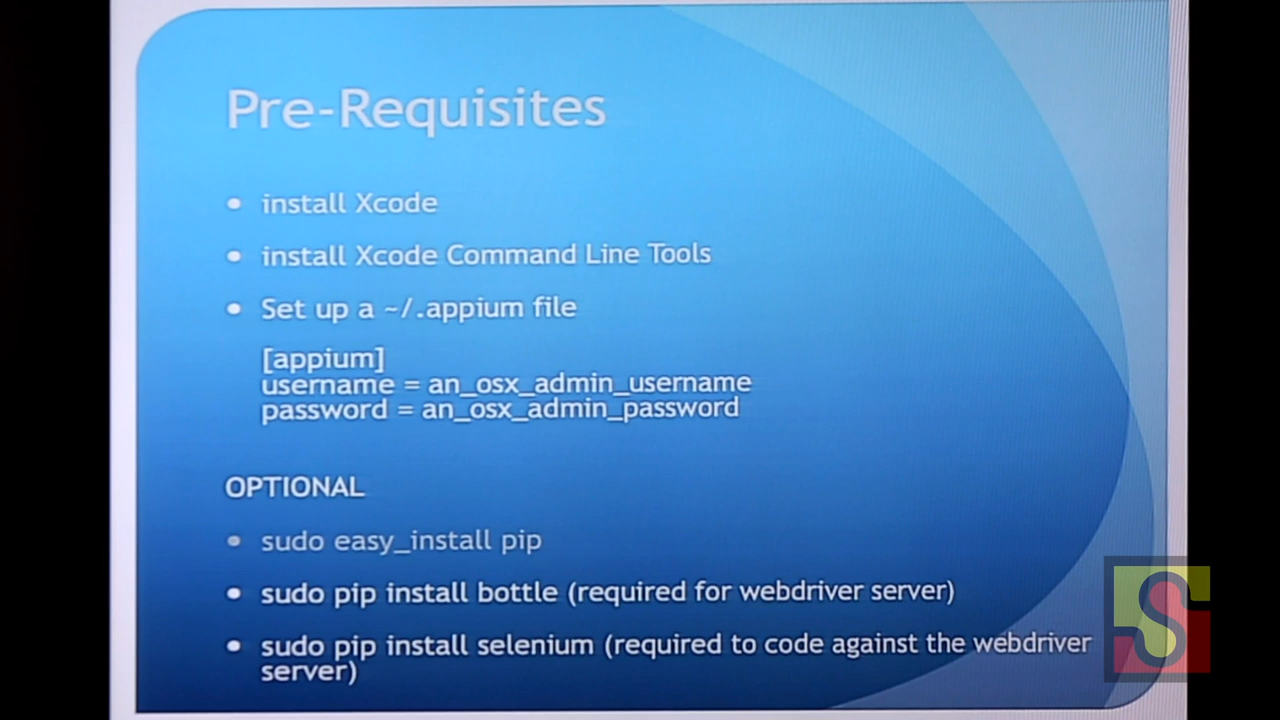 Pre-Requisites
• install Xcode
• install Xcode Command Line Tools
• Set up a ~/.appium file
[appium]
username = an_osx_admin_username
password = an_osx_admin_password
OPTIONAL
• sudo easy_install pip
• sudo pip install bottle (required for webdriver server)
• sudo pip install selenium (required to code against the webdriver
server)
S